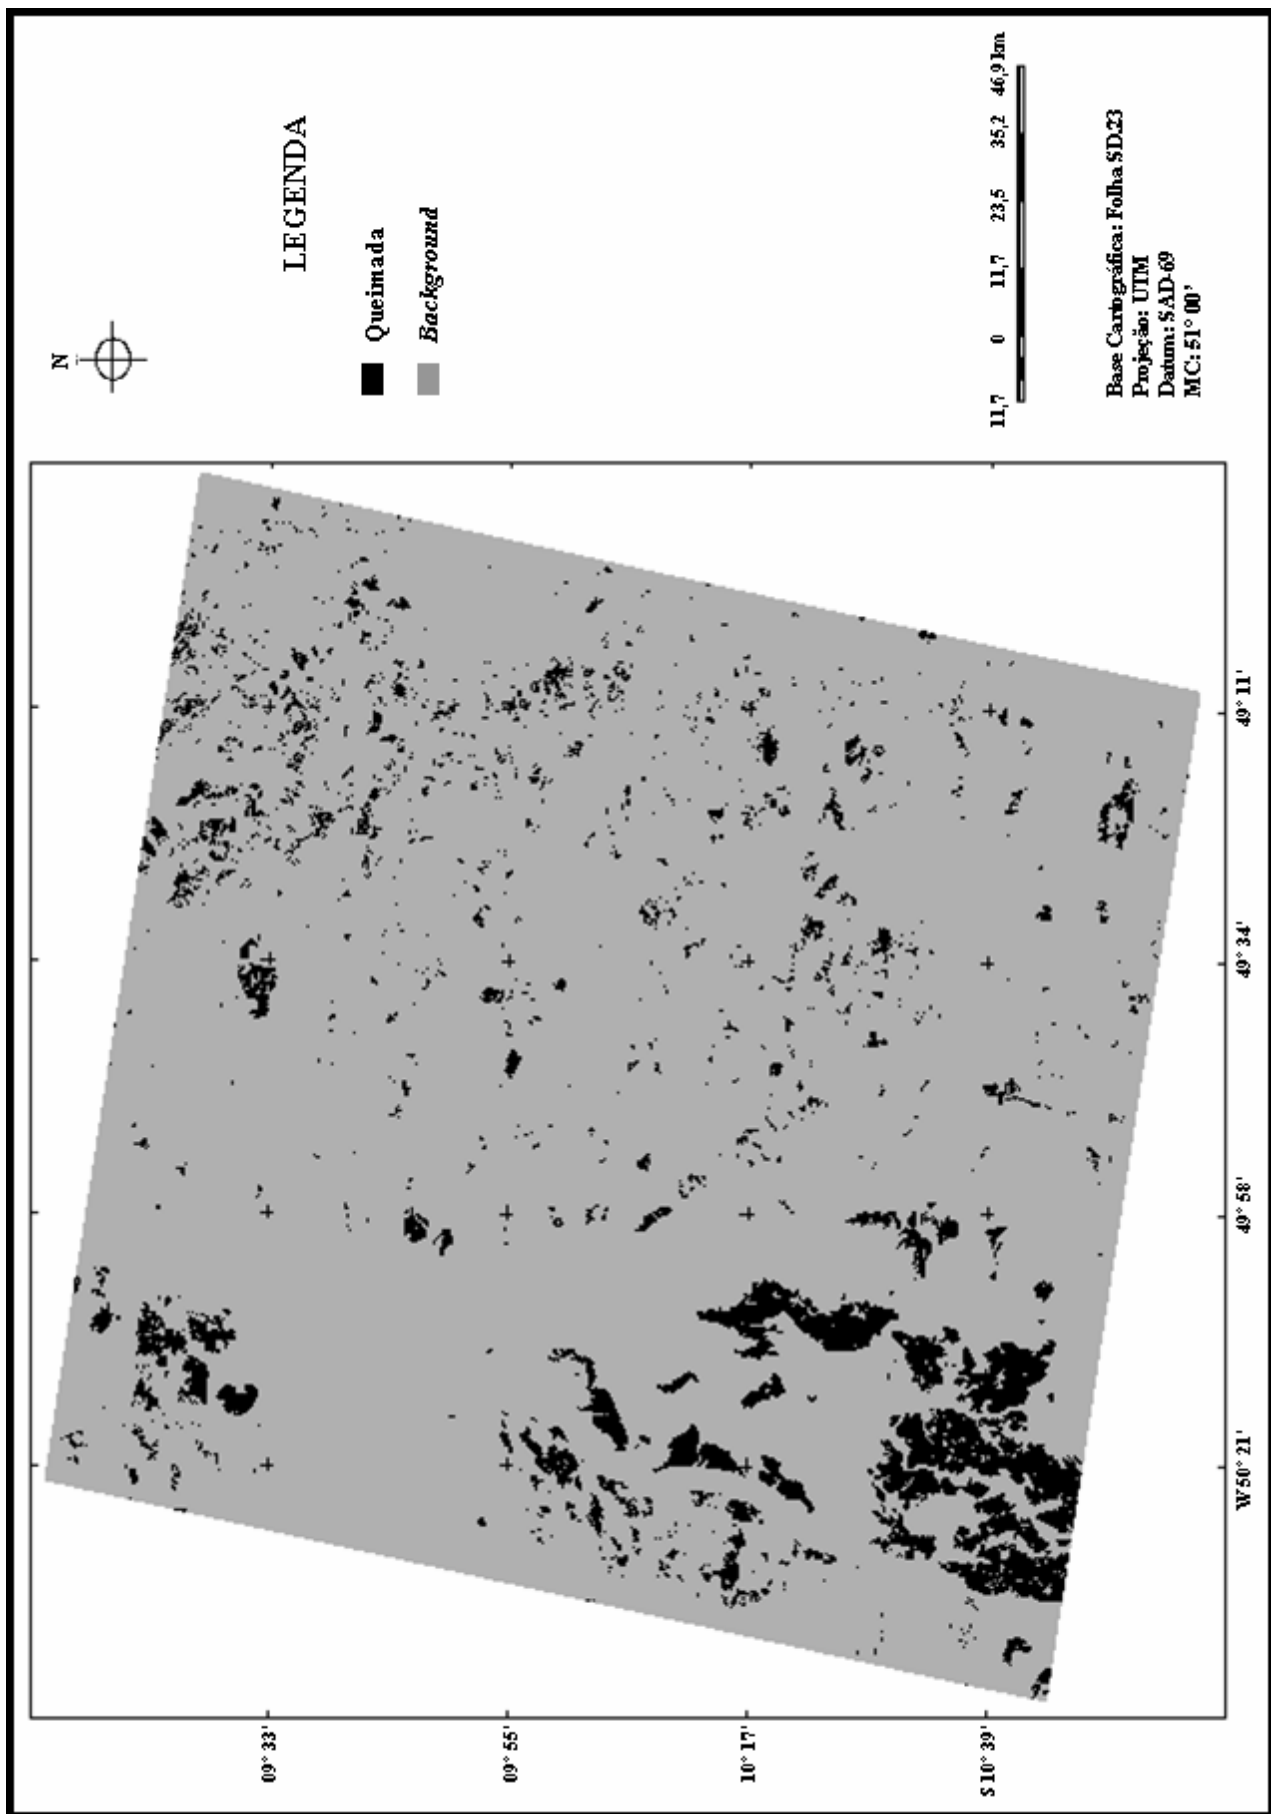 N
LEGENDA
Queimada
Background
09° 33'
09° 55'
10° 17'
S 10° 39'
W 50° 21'
49° 58'
49° 34'
49° 11'
11,7 0 11,7 23,5 35,2 46,9 km
Base Cartográfica: Folha SD.23
Projeção: UTM
Datum: SAD-69
MC: 51° 00'